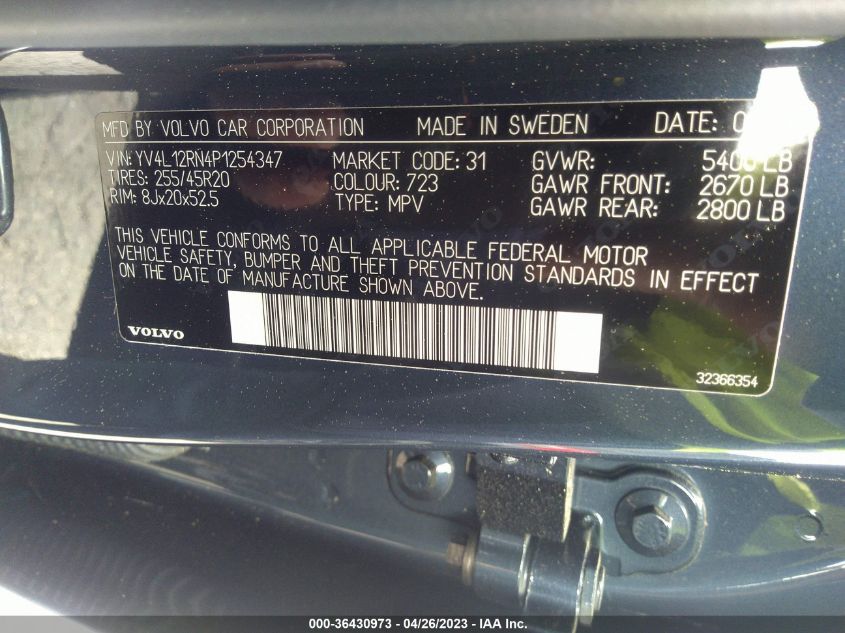 MFD BY VOLVO CAR CORPORATION MADE IN SWEDEN DATE: 0
VIN: YV4L12RN4P1254347 MARKET CODE: 31 GVWR: 5400 LB
TIRES: 255/45R20 COLOUR: 723 GAWR FRONT: 2670 LB
RIM: 8Jx20x52.5 TYPE: MPV GAWR REAR: 2800 LB
THIS VEHICLE CONFORMS TO ALL APPLICABLE FEDERAL MOTOR
VEHICLE SAFETY, BUMPER AND THEFT PREVENTION STANDARDS IN EFFECT
ON THE DATE OF MANUFACTURE SHOWN ABOVE.
VOLVO
32366354
000-36430973 - 04/26/2023 - IAA Inc.